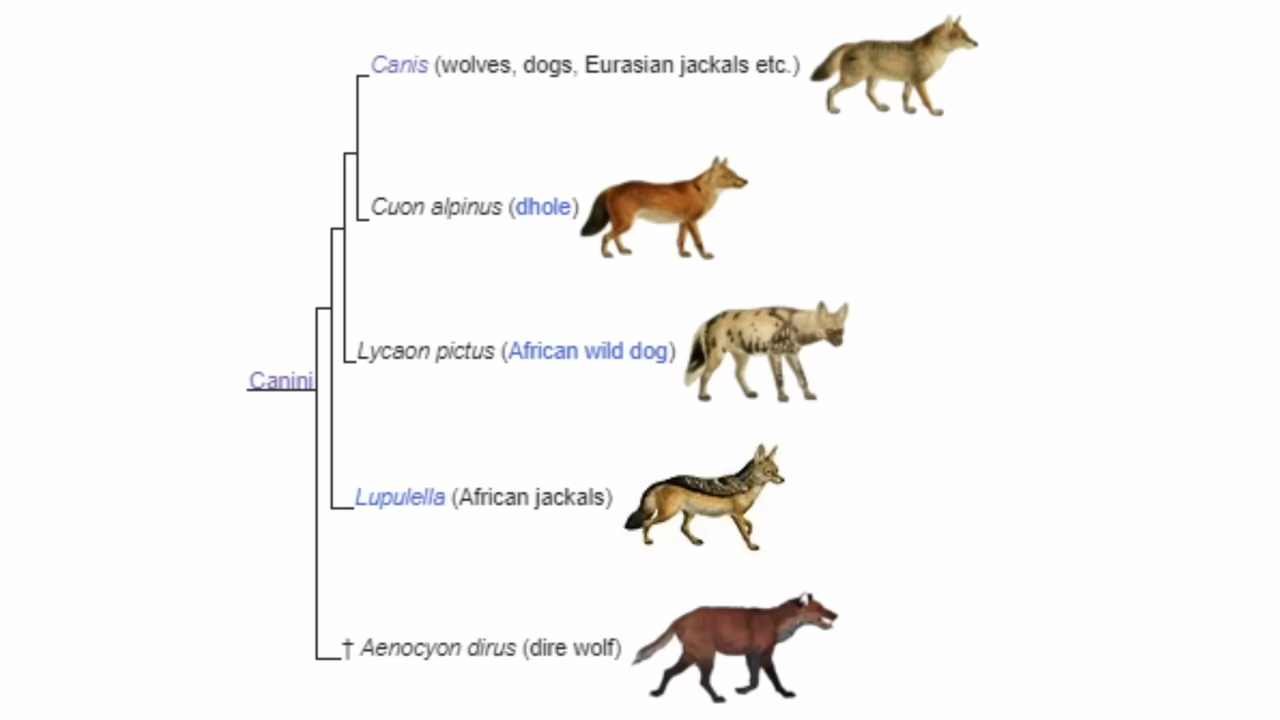 Canis (wolves, dogs, Eurasian jackals etc.)
Cuon alpinus (dhole)
Lycaon pictus (African wild dog)
Canini
Lupulella (African jackals)
† Aenocyon dirus (dire wolf)